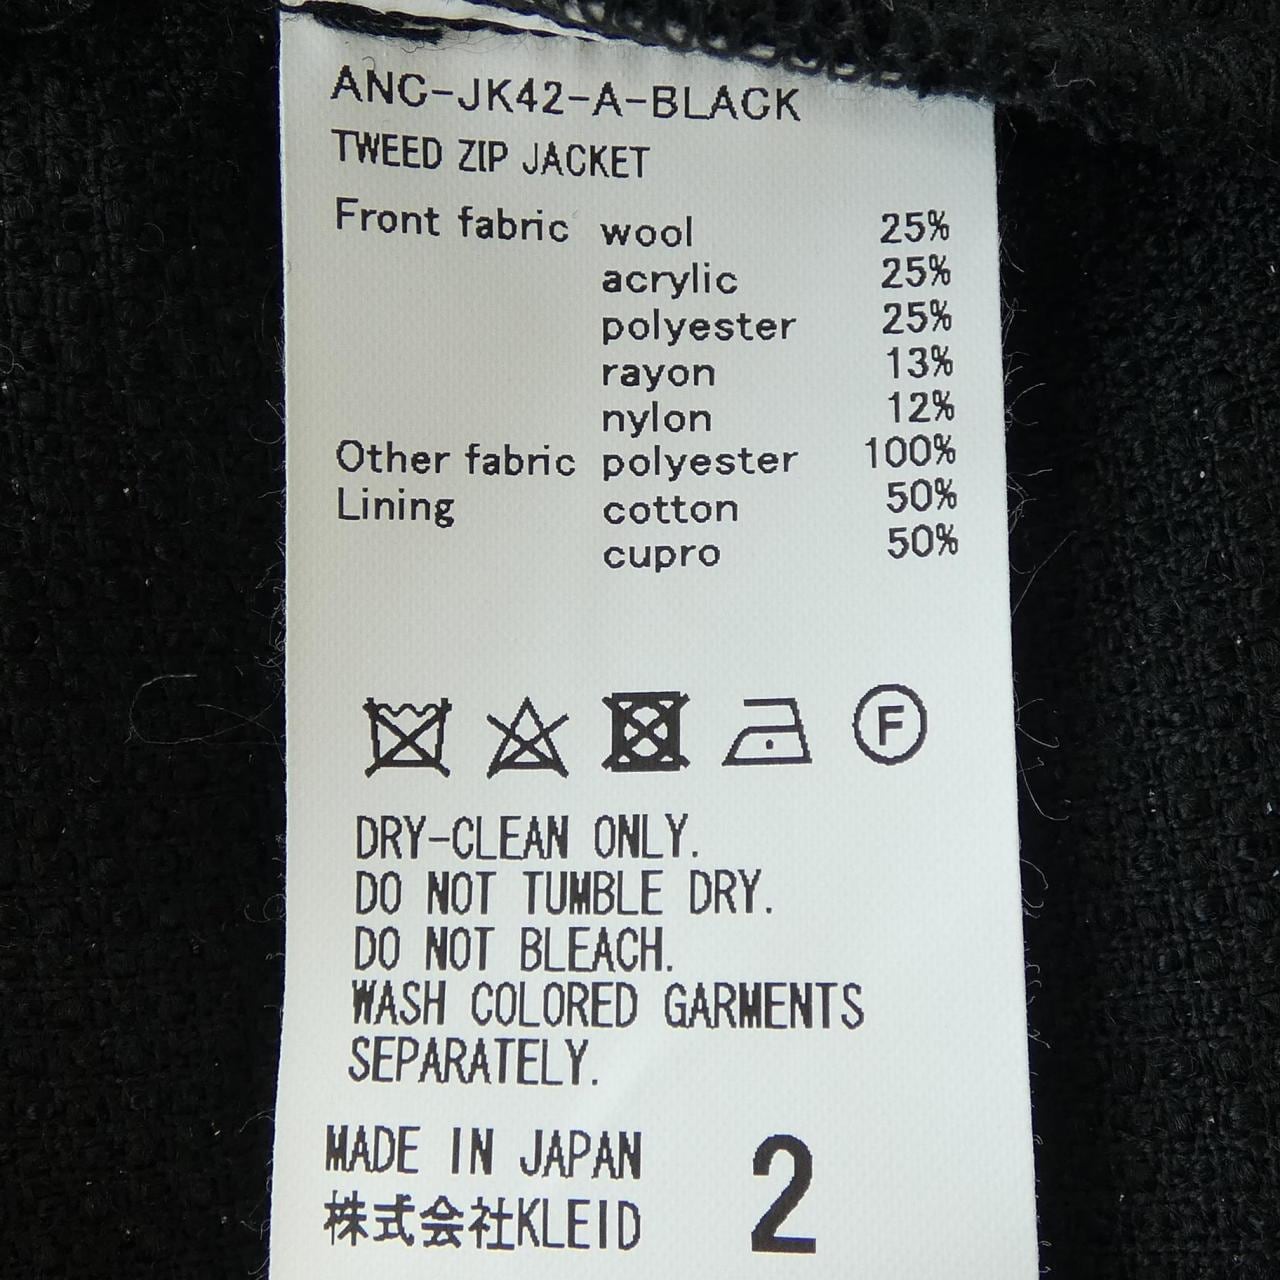 ANC-JK42-A-BLACK
TWEED ZIP JACKET
Front fabric wool 25%
acrylic 25%
polyester 25%
rayon 13%
nylon 12%
Other fabric polyester 100%
Lining cotton 50%
cupro 50%
F
DRY-CLEAN ONLY.
DO NOT TUMBLE DRY.
DO NOT BLEACH.
WASH COLORED GARMENTS
SEPARATELY.
MADE IN JAPAN
株式会社KLEID
2